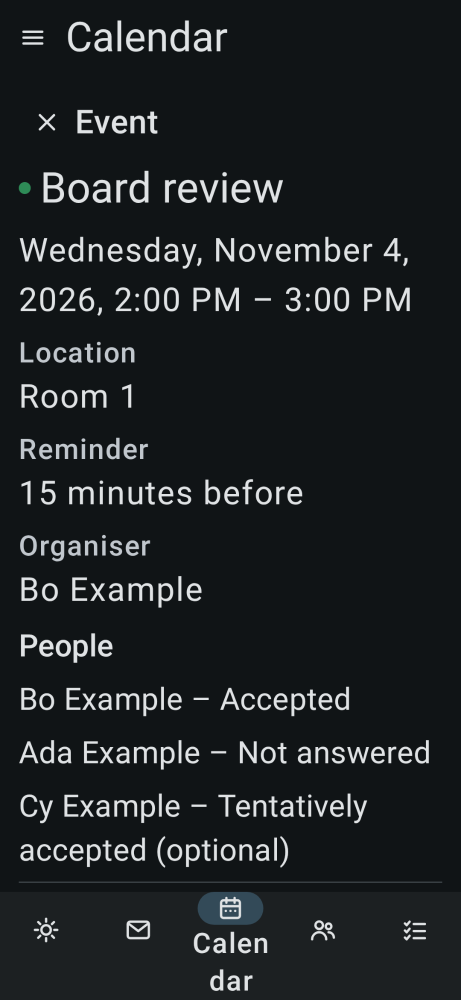 Calendar
Event
Board review
Wednesday, November 4,
2026, 2:00 PM – 3:00 PM
Location
Room 1
Reminder
15 minutes before
Organiser
Bo Example
People
Bo Example – Accepted
Ada Example – Not answered
Cy Example – Tentatively
accepted (optional)
Calen
dar